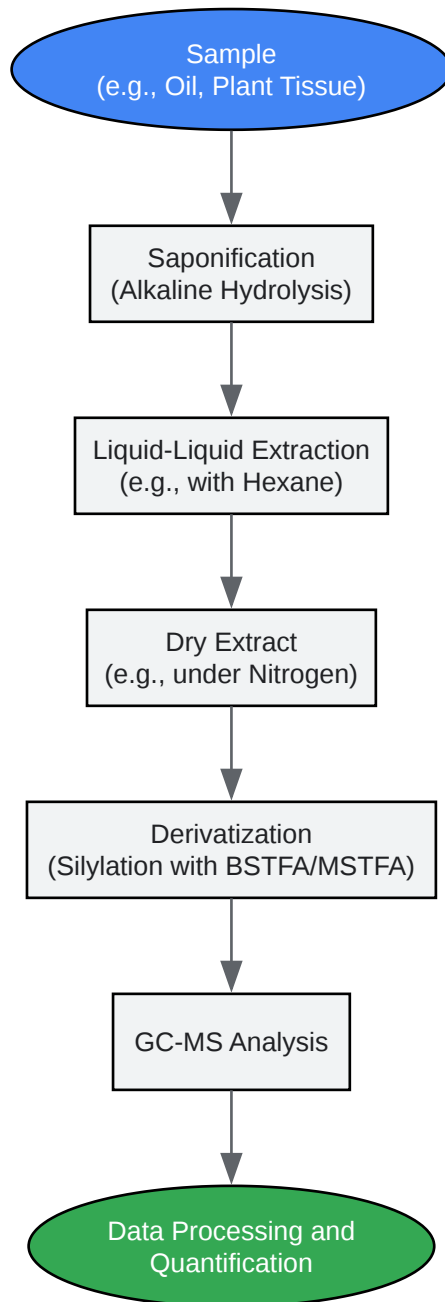 Sample
(e.g., Oil, Plant Tissue)
Saponification
(Alkaline Hydrolysis)
Liquid-Liquid Extraction
(e.g., with Hexane)
Dry Extract
(e.g., under Nitrogen)
Derivatization
(Silylation with BSTFA/MSTFA)
GC-MS Analysis
Data Processing and
Quantification